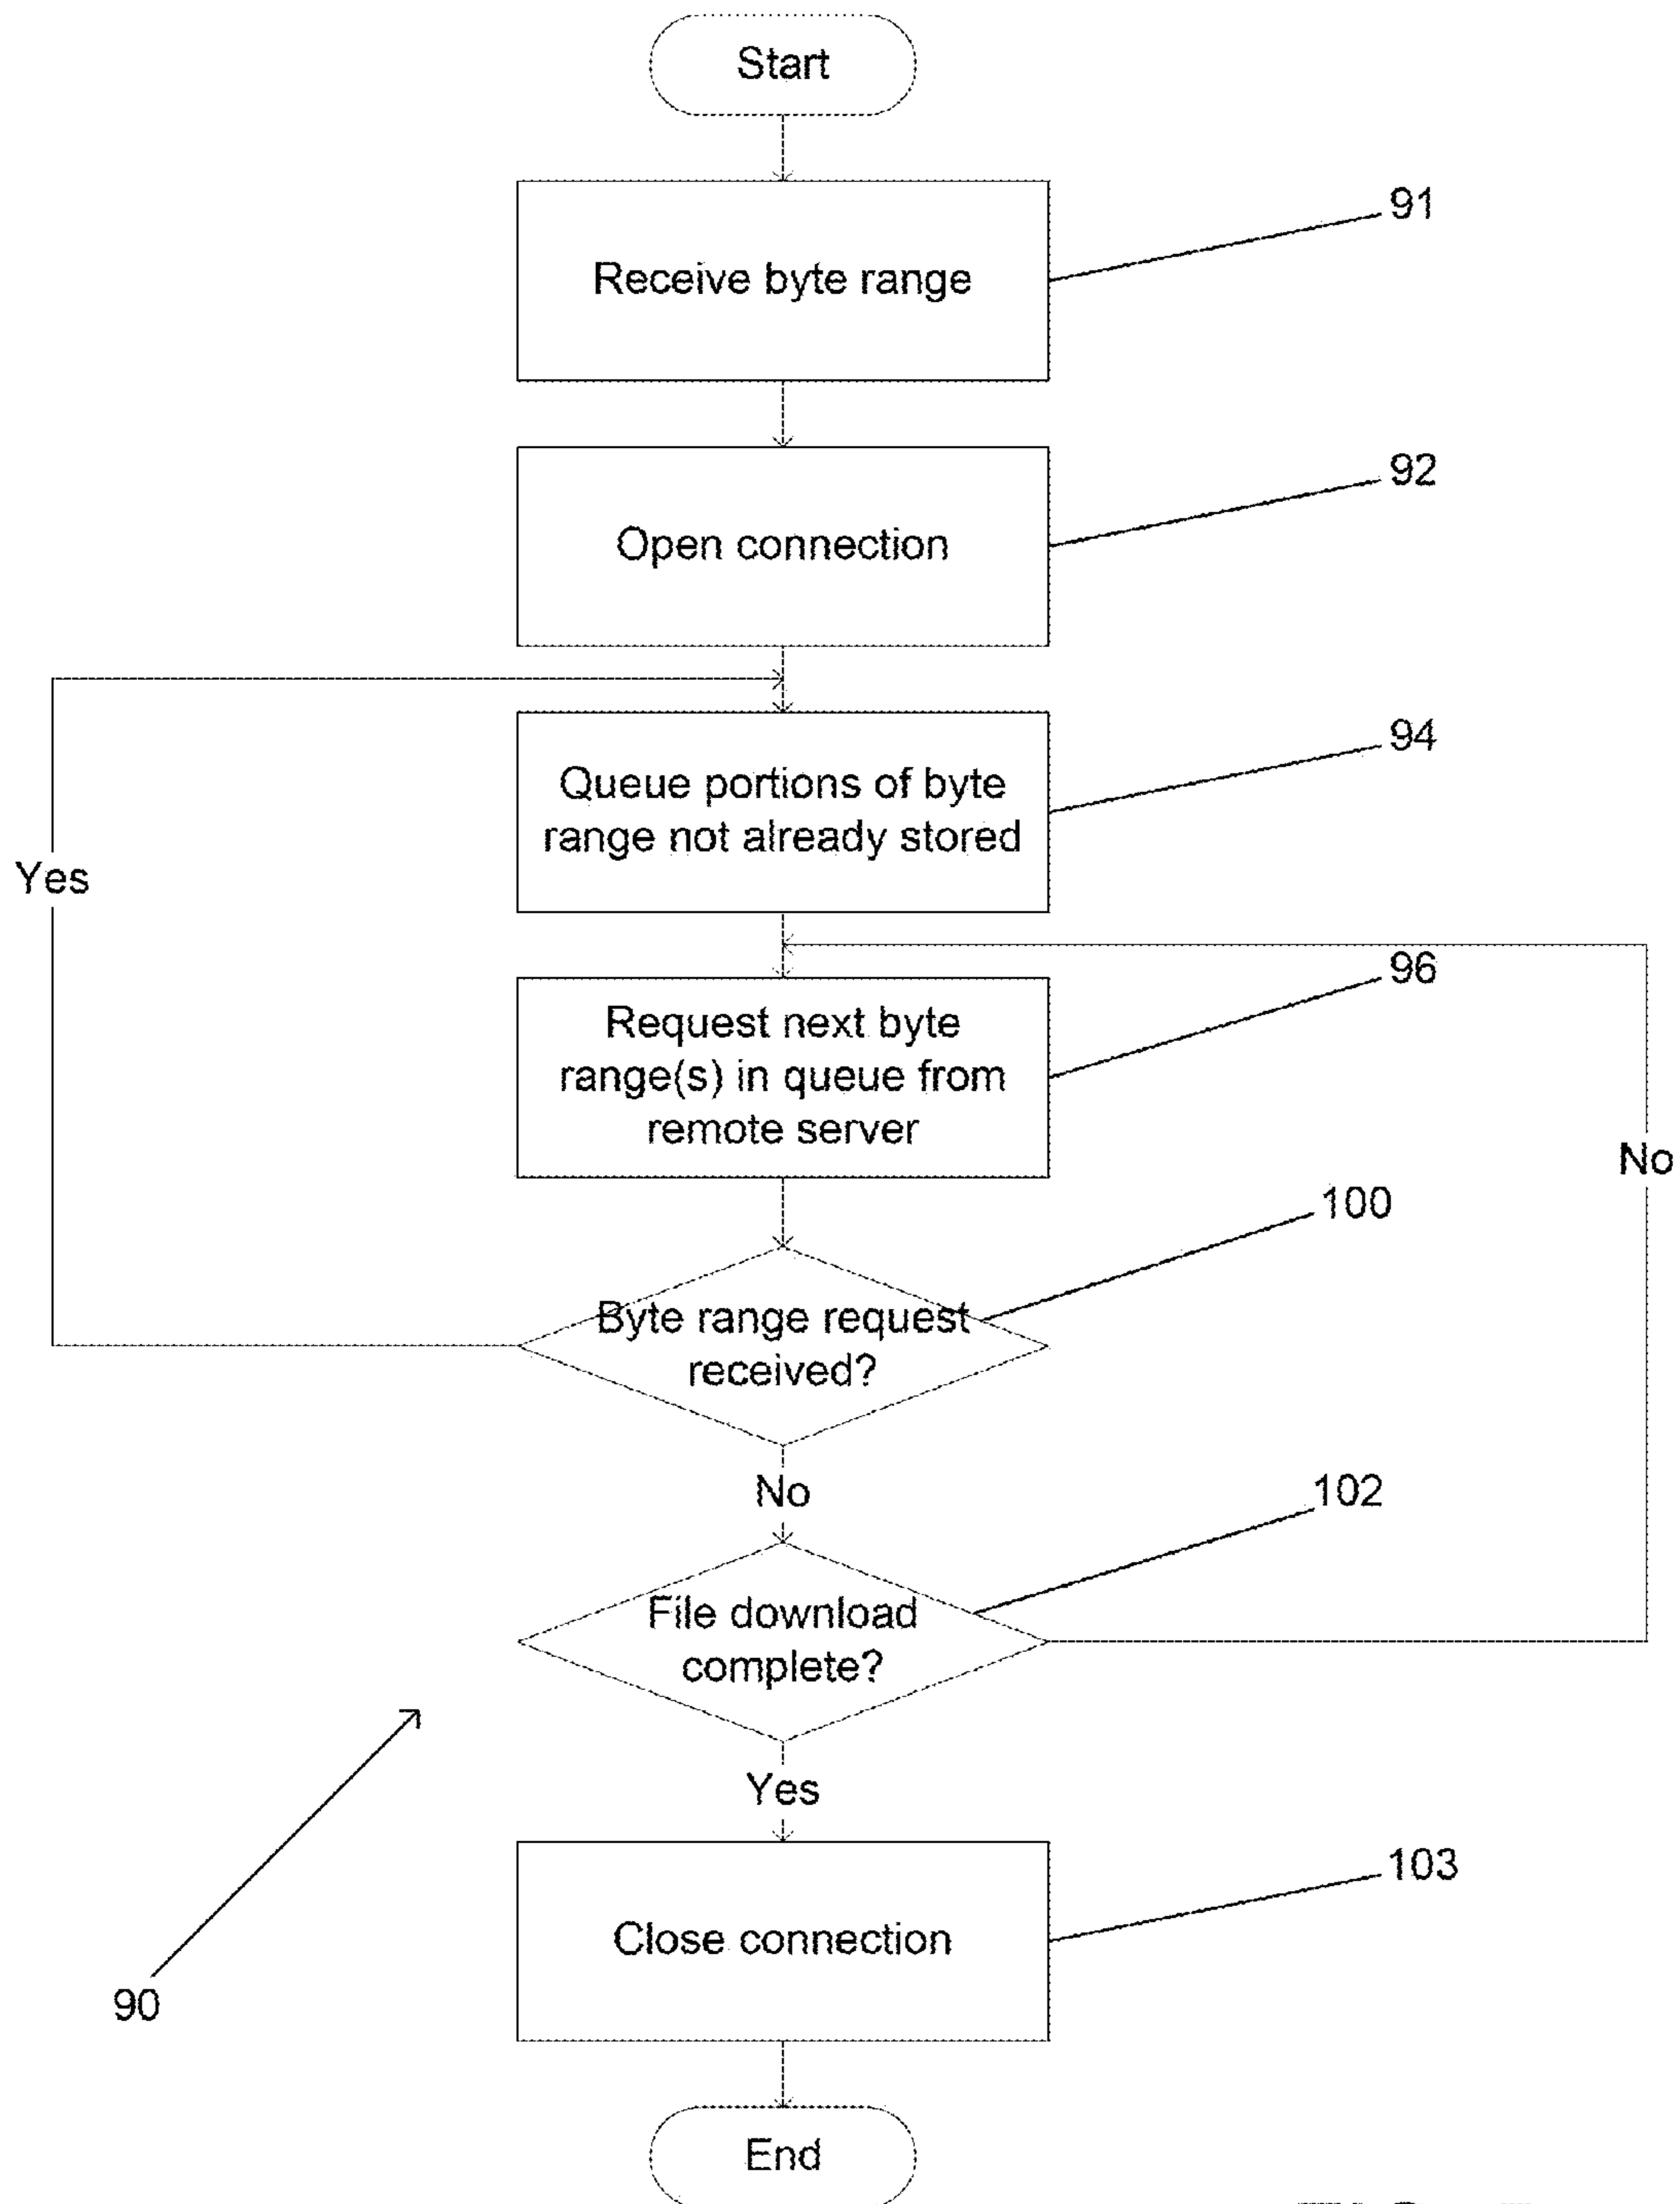 Start
Receive byte range
91
Open connection
92
Queue portions of byte
range not already stored
94
Yes
Request next byte
range(s) in queue from
remote server
96
No
Byte range request
received?
100
No
File download
complete?
102
Yes
Close connection
103
90
End